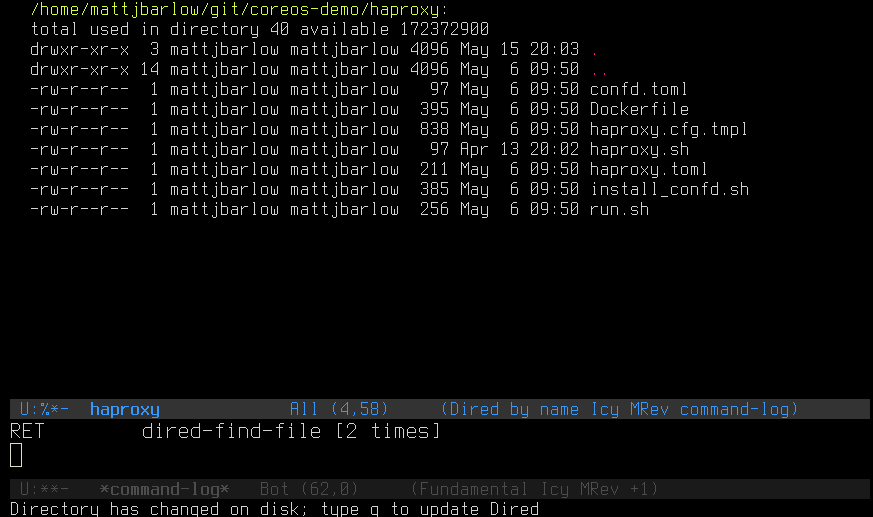 /home/mattjbarlow/git/coreos-demo/haproxy:
total used in directory 40 available 172372900
drwxr-xr-x  3 mattjbarlow mattjbarlow 4096 May 15 20:03 .
drwxr-xr-x 14 mattjbarlow mattjbarlow 4096 May  6 09:50 ..
-rw-r--r--  1 mattjbarlow mattjbarlow   97 May  6 09:50 confd.toml
-rw-r--r--  1 mattjbarlow mattjbarlow  395 May  6 09:50 Dockerfile
-rw-r--r--  1 mattjbarlow mattjbarlow  838 May  6 09:50 haproxy.cfg.tmpl
-rw-r--r--  1 mattjbarlow mattjbarlow   97 Apr 13 20:02 haproxy.sh
-rw-r--r--  1 mattjbarlow mattjbarlow  211 May  6 09:50 haproxy.toml
-rw-r--r--  1 mattjbarlow mattjbarlow  385 May  6 09:50 install_confd.sh
-rw-r--r--  1 mattjbarlow mattjbarlow  256 May  6 09:50 run.sh
U:%*-  haproxy             All (4,58)     (Dired by name Icy MRev command-log)
RET        dired-find-file [2 times]
U:**-   *command-log*   Bot (62,0)     (Fundamental Icy MRev +1)
Directory has changed on disk; type g to update Dired